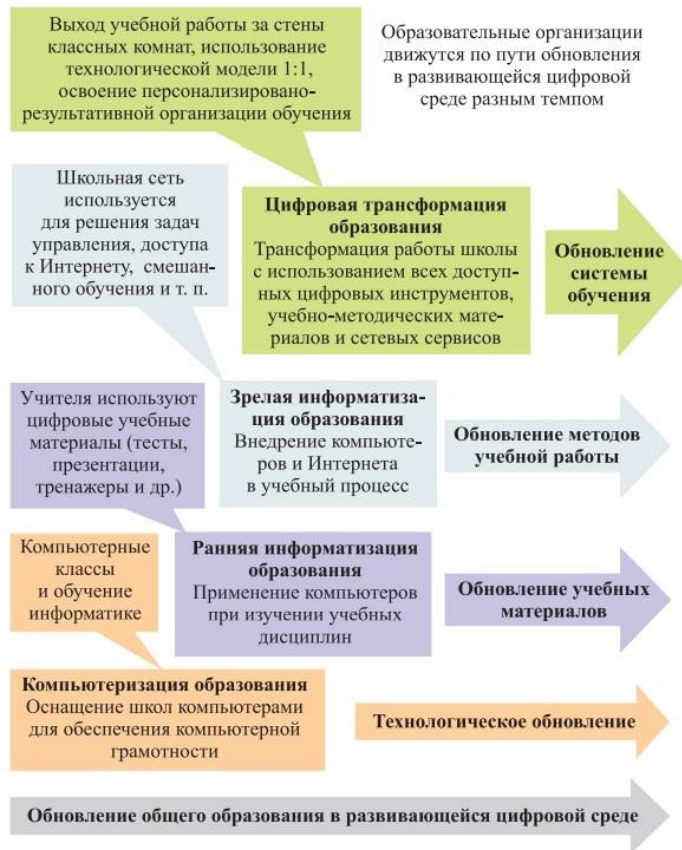 Выход учебной работы за стены
классных комнат, использование
технологической модели 1:1,
освоение персонализировано-
результативной организации обучения
Образовательные организации
движутся по пути обновления
в развивающейся цифровой
среде разным темпом
Школьная сеть
используется
для решения задач
управления, доступа
к Интернету, смешан-
ного обучения и т. п.
Цифровая трансформация
образования
Трансформация работы школы
с использованием всех доступ-
ных цифровых инструментов,
учебно-методических мате-
риалов и сетевых сервисов
Обновление
системы
обучения
Учителя используют
цифровые учебные
материалы (тесты,
презентации,
тренажеры и др.)
Зрелая информатиза-
ция образования
Внедрение компьюте-
ров и Интернета
в учебный процесс
Обновление методов
учебной работы
Компьютерные
классы
и обучение
информатике
Ранняя информатизация
образования
Применение компьютеров
при изучении учебных
дисциплин
Обновление учебных
материалов
Компьютеризация образования
Оснащение школ компьютерами
для обеспечения компьютерной
грамотности
Технологическое обновление
Обновление общего образования в развивающейся цифровой среде